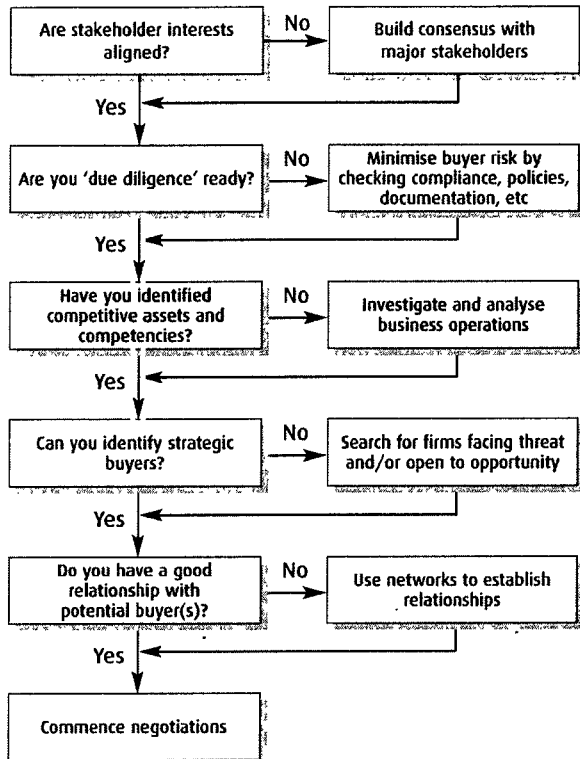 Are stakeholder interests
aligned?
No
Build consensus with
major stakeholders
Yes
Are you 'due diligence' ready?
No
Minimise buyer risk by
checking compliance, policies,
documentation, etc
Yes
Have you identified
competitive assets and
competencies?
No
Investigate and analyse
business operations
Yes
Can you identify strategic
buyers?
No
Search for firms facing threat
and/or open to opportunity
Yes
Do you have a good
relationship with
potential buyer(s)?
No
Use networks to establish
relationships
Yes
Commence negotiations